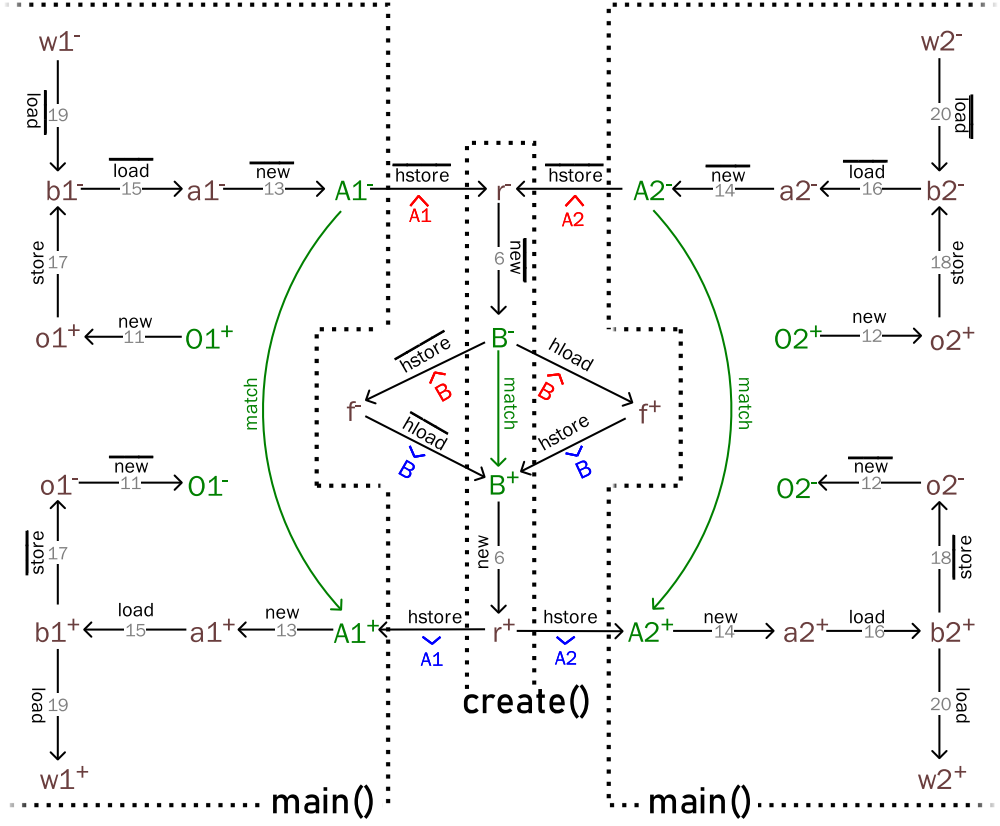 w1- w2-
load 19 20 load
b1- load 15 a1- new 13 A1- hstore r- hstore A2- new 14 a2- load 16 b2-
A1 A2
store 17 6 new 18 store
o1+ new 11 O1+ B- O2+ new 12 o2+
hstore hload
B B
match match match
f- f+
hload hstore
B B
o1- new 11 O1- B+ O2- new 12 o2-
store 17 new 6 18 store
b1+ load 15 a1+ new 13 A1+ hstore r+ hstore A2+ new 14 a2+ load 16 b2+
A1 A2
load 19 create() 20 load
w1+ w2+
main() main()